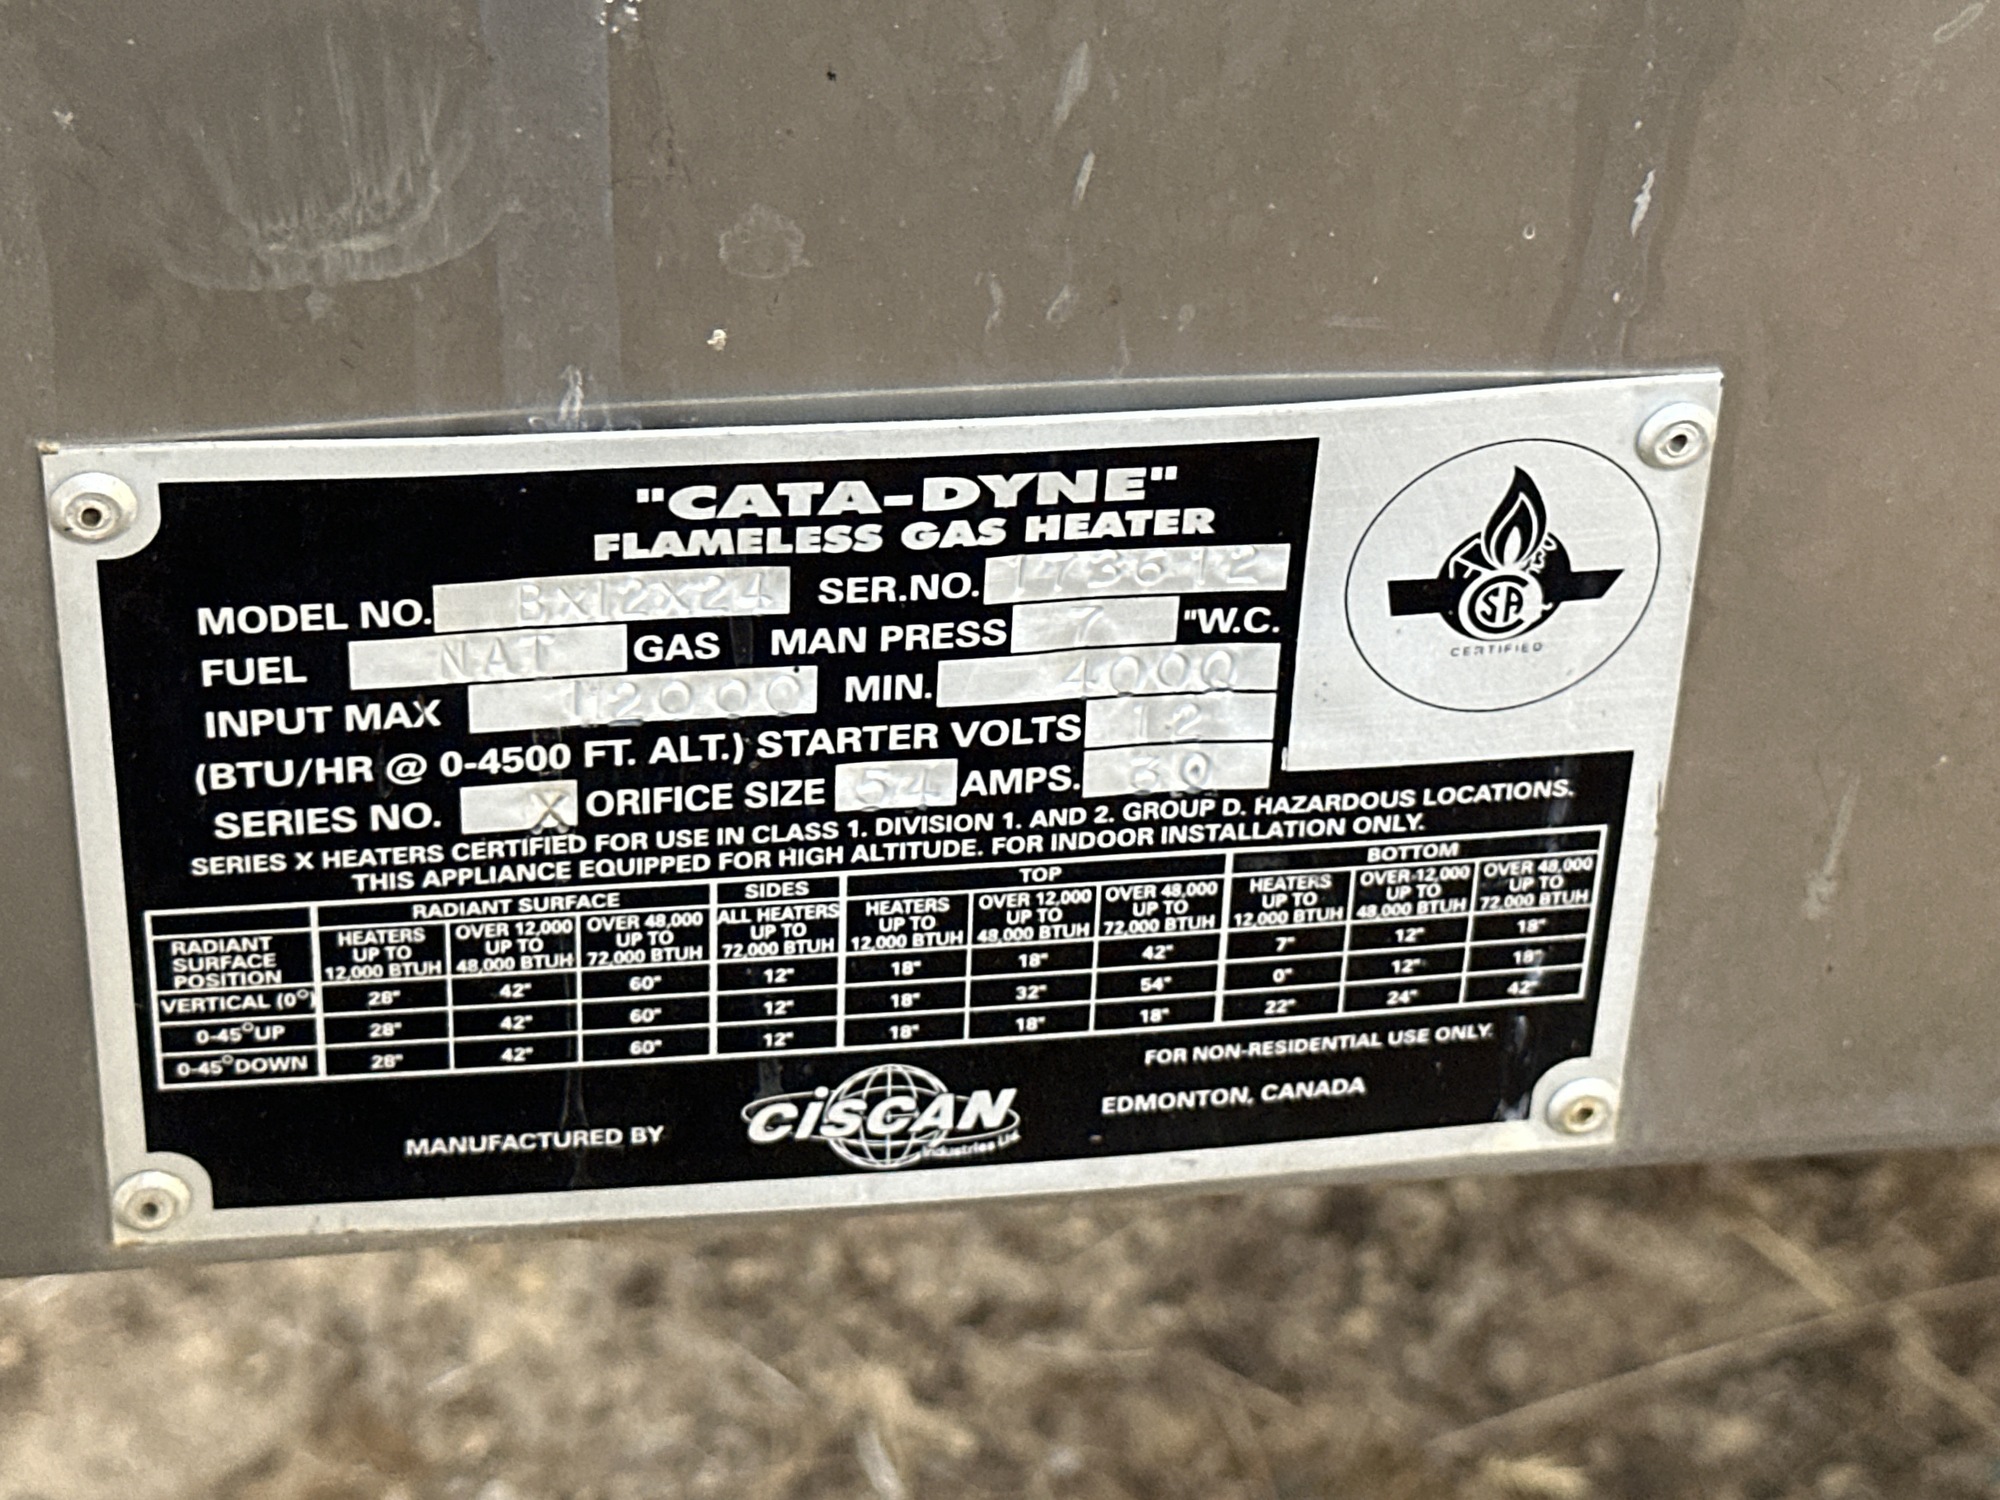 "CATA-DYNE"
FLAMELESS GAS HEATER
MODEL NO. BX12X24 SER.NO. 173612
FUEL NAT GAS MAN PRESS 7 "W.C.
INPUT MAX 12000 MIN. 4000
(BTU/HR @ 0-4500 FT. ALT.) STARTER VOLTS 12
SERIES NO. X ORIFICE SIZE 54 AMPS. 30
SERIES X HEATERS CERTIFIED FOR USE IN CLASS 1. DIVISION 1. AND 2. GROUP D. HAZARDOUS LOCATIONS.
THIS APPLIANCE EQUIPPED FOR HIGH ALTITUDE. FOR INDOOR INSTALLATION ONLY.
RADIANT SURFACE SIDES TOP BOTTOM
RADIANT SURFACE POSITION HEATERS UP TO 12,000 BTUH OVER 12,000 UP TO 48,000 BTUH OVER 48,000 UP TO 72,000 BTUH ALL HEATERS UP TO 72,000 BTUH HEATERS UP TO 12,000 BTUH OVER 12,000 UP TO 48,000 BTUH OVER 48,000 UP TO 72,000 BTUH HEATERS UP TO 12,000 BTUH OVER 12,000 UP TO 48,000 BTUH OVER 48,000 UP TO 72,000 BTUH
VERTICAL (0°) 28" 42" 60" 12" 18" 18" 42" 7" 12" 18"
0-45° UP 28" 42" 60" 12" 18" 32" 54" 0" 12" 18"
0-45° DOWN 28" 42" 60" 12" 18" 18" 18" 22" 24" 42"
FOR NON-RESIDENTIAL USE ONLY.
MANUFACTURED BY CiSCAN Industries Ltd. EDMONTON, CANADA
CSA
CERTIFIED